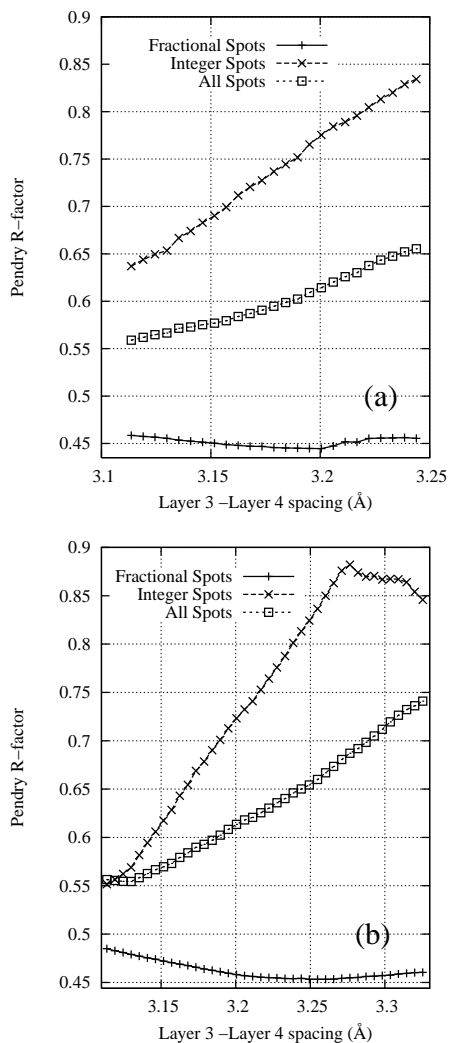 0.9
Fractional Spots
Integer Spots
0.85
All Spots
0.8
0.75
0.7
0.65
0.6
0.55
0.5
0.45
Pendry R-factor
(a)
3.1
3.15
3.2
3.25
Layer 3 –Layer 4 spacing (Å)
0.9
Fractional Spots
0.85
Integer Spots
All Spots
0.8
0.75
0.7
0.65
0.6
0.55
0.5
0.45
Pendry R-factor
(b)
3.15
3.2
3.25
3.3
Layer 3 –Layer 4 spacing (Å)